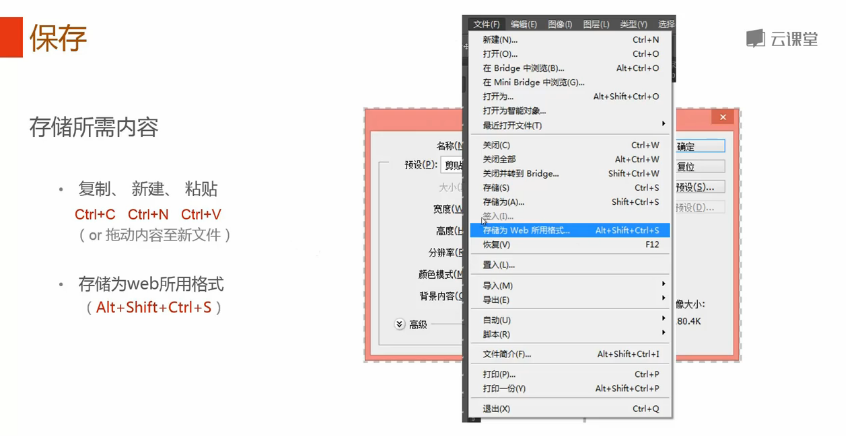 保存
云课堂
存储所需内容
• 复制、 新建、 粘贴
Ctrl+C Ctrl+N Ctrl+V
（or 拖动内容至新文件）
• 存储为web所用格式
（Alt+Shift+Ctrl+S）
名称(N
预设(P): 剪贴
大小(
宽度(W
高度(H
分辨率(R
颜色模式(M
背景内容(C
高级
文件(F) 编辑(E) 图像(I) 图层(L) 类型(Y) 选择
新建(N)... Ctrl+N
打开(O)... Ctrl+O
在 Bridge 中浏览(B)... Alt+Ctrl+O
在 Mini Bridge 中浏览(G)...
打开为... Alt+Shift+Ctrl+O
打开为智能对象...
最近打开文件(T)
关闭(C) Ctrl+W
关闭全部 Alt+Ctrl+W
关闭并转到 Bridge... Shift+Ctrl+W
存储(S) Ctrl+S
存储为(A)... Shift+Ctrl+S
签入(I)...
存储为 Web 所用格式... Alt+Shift+Ctrl+S
恢复(V) F12
置入(L)...
导入(M)
导出(E)
自动(U)
脚本(R)
文件简介(F)... Alt+Shift+Ctrl+I
打印(P)... Ctrl+P
打印一份(Y) Alt+Shift+Ctrl+P
退出(X) Ctrl+Q
确定
复位
预设(S)...
预设(D)...
像大小:
80.4K